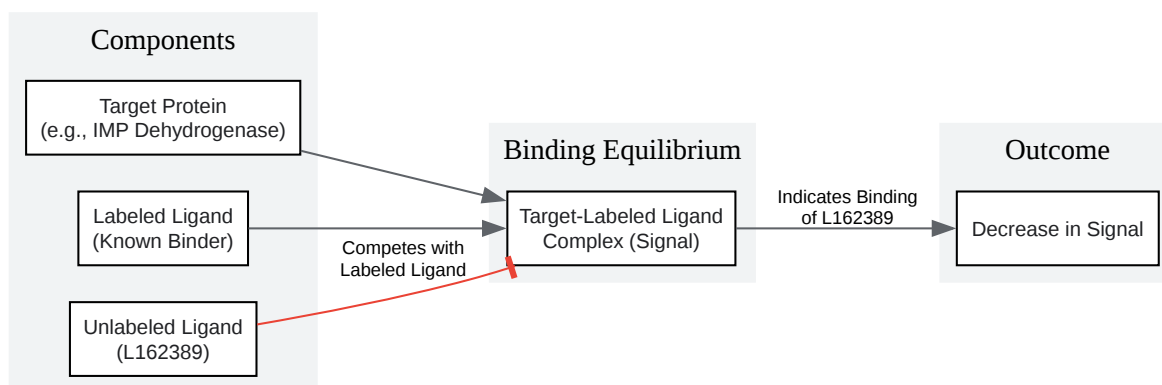 Components
Target Protein
(e.g., IMP Dehydrogenase)
Labeled Ligand
(Known Binder)
Unlabeled Ligand
(L162389)
Competes with
Labeled Ligand
Binding Equilibrium
Target-Labeled Ligand
Complex (Signal)
Indicates Binding
of L162389
Outcome
Decrease in Signal